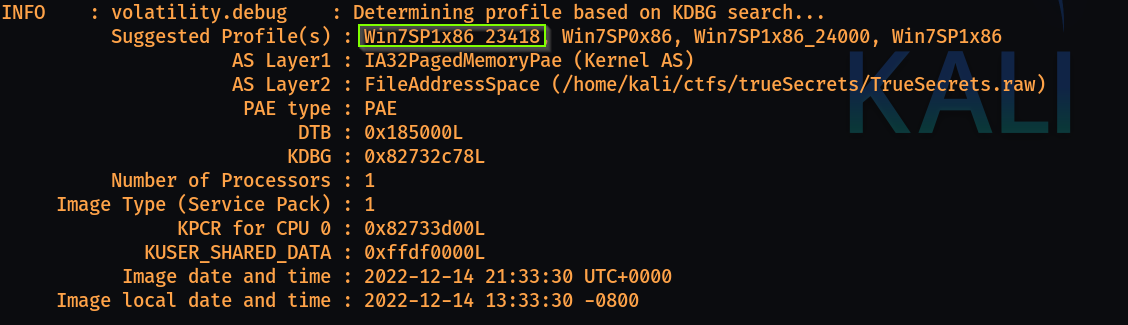 INFO    : volatility.debug    : Determining profile based on KDBG search...
Suggested Profile(s) : Win7SP1x86_23418, Win7SP0x86, Win7SP1x86_24000, Win7SP1x86
AS Layer1 : IA32PagedMemoryPae (Kernel AS)
AS Layer2 : FileAddressSpace (/home/kali/ctfs/trueSecrets/TrueSecrets.raw)
PAE type : PAE
DTB : 0x185000L
KDBG : 0x82732c78L
Number of Processors : 1
Image Type (Service Pack) : 1
KPCR for CPU 0 : 0x82733d00L
KUSER_SHARED_DATA : 0xffdf0000L
Image date and time : 2022-12-14 21:33:30 UTC+0000
Image local date and time : 2022-12-14 13:33:30 -0800
KALI